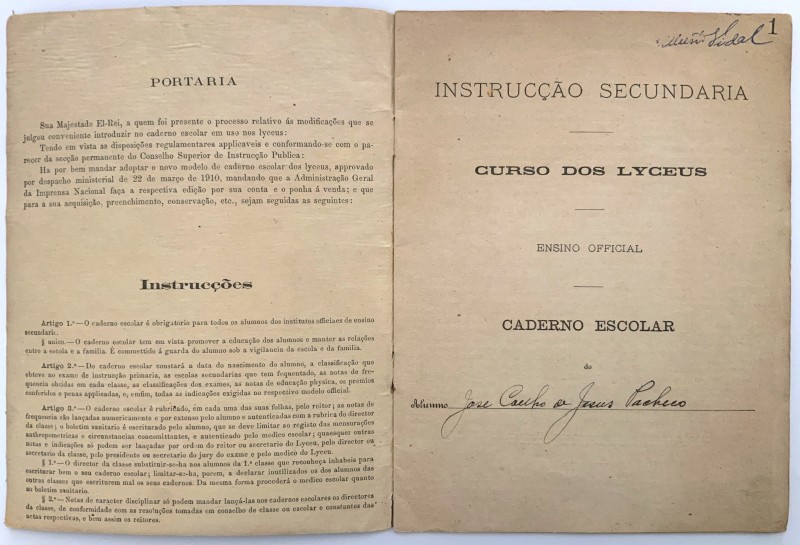 PORTARIA
Sua Majestade El-Rei, a quem foi presente o processo relativo ás modificações que se
julgou conveniente introduzir no caderno escolar em uso nos lyceus:
Tendo em vista as disposições regulamentares applicaveis e conformando-se com o pa-
recer da secção permanente do Conselho Superior de Instrucção Publica:
Ha por bem mandar adoptar o novo modelo de caderno escolar dos lyceus, approvado
por despacho ministerial de 22 de março de 1910, mandando que a Administração Geral
da Imprensa Nacional faça a respectiva edição por sua conta e o ponha á venda; e que
para a sua acquisição, preenchimento, conservação, etc., sejam seguidas as seguintes:
Instrucções
Artigo 1.º—O caderno escolar é obrigatorio para todos os alumnos dos institutos officiaes de ensino
secundario.
§ unico.—O caderno escolar tem em vista promover a educação dos alumnos e manter as relações
entre a escola e a familia. É commettido á guarda do alumno sob a vigilancia da escola e da familia.
Artigo 2.º—Do caderno escolar constará a data do nascimento do alumno, a classificação que
obteve no exame de instrucção primaria, as escolas secundarias que tem frequentado, as notas de fre-
quencia obtidas em cada classe, as classificações dos exames, as notas de educação physica, os premios
conferidos e penas applicadas, e, emfim, todas as indicações exigidas no respectivo modelo official.
Artigo 3.º—O caderno escolar é rubricado, em cada uma das suas folhas, pelo reitor; as notas de
frequencia são lançadas numericamente e por extenso pelo alumno e autenticadas com a rubrica do director
da classe; o boletim sanitario é escriturado pelo alumno, que se deve limitar ao registo das mensurações
anthropometricas e circunstancias concomitantes, e autenticado pelo medico escolar; quaesquer outras
notas e indicações só podem ser lançadas por ordem do reitor ou secretario do Lyceu, pelo director ou
secretario da classe, pelo presidente ou secretario do jury do exame e pelo medico do Lyceu.
§ 1.º—O director da classe substituir-se-ha nos alumnos da 1.ª classe que reconheça inhabeis para
escriturar bem o seu caderno escolar; limitar-se-ha, porem, a declarar inutilizados os dos alumnos das
outras classes que escriturem mal os seus cadernos. Da mesma forma procederá o medico escolar quanto
ao boletim sanitario.
§ 2.º—Notas de caracter disciplinar só podem mandar lançá-las nos cadernos escolares os directores
da classe, de conformidade com as resoluções tomadas em conselho de classe ou escolar e constantes das
actas respectivas, e bem assim os reitores.
Vidal
1
INSTRUCÇÃO SECUNDARIA
CURSO DOS LYCEUS
ENSINO OFFICIAL
CADERNO ESCOLAR
do
Alumno José Coelho de Jesus Pacheco